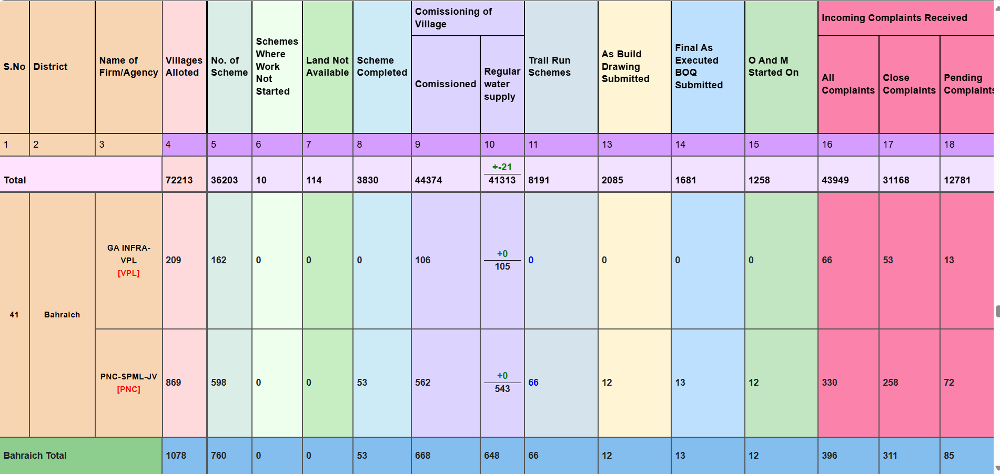 S.No District Name of Firm/Agency Villages Alloted No. of Scheme Schemes Where Work Not Started Land Not Available Scheme Completed Comissioning of Village Trail Run Schemes As Build Drawing Submitted Final As Executed BOQ Submitted O And M Started On Incoming Complaints Received
Comissioned Regular water supply All Complaints Close Complaints Pending Complaints
1 2 3 4 5 6 7 8 9 10 11 13 14 15 16 17 18
Total 72213 36203 10 114 3830 44374 +-21 41313 8191 2085 1681 1258 43949 31168 12781
41 Bahraich GA INFRA-VPL [VPL] 209 162 0 0 0 106 +0 105 0 0 0 0 66 53 13
PNC-SPML-JV [PNC] 869 598 0 0 53 562 +0 543 66 12 13 12 330 258 72
Bahraich Total 1078 760 0 0 53 668 648 66 12 13 12 396 311 85